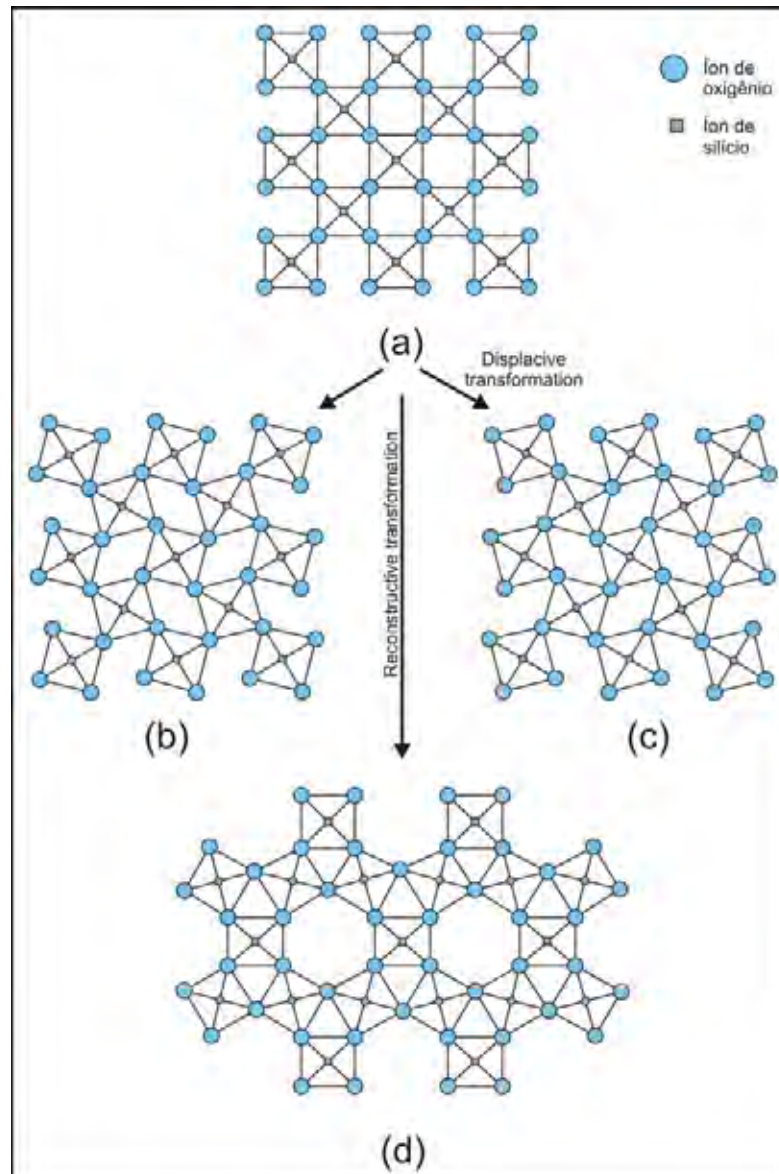 Íon de
oxigênio
Íon de
silício
(a)
Displacive
transformation
Reconstructive transformation
(b)
(c)
(d)